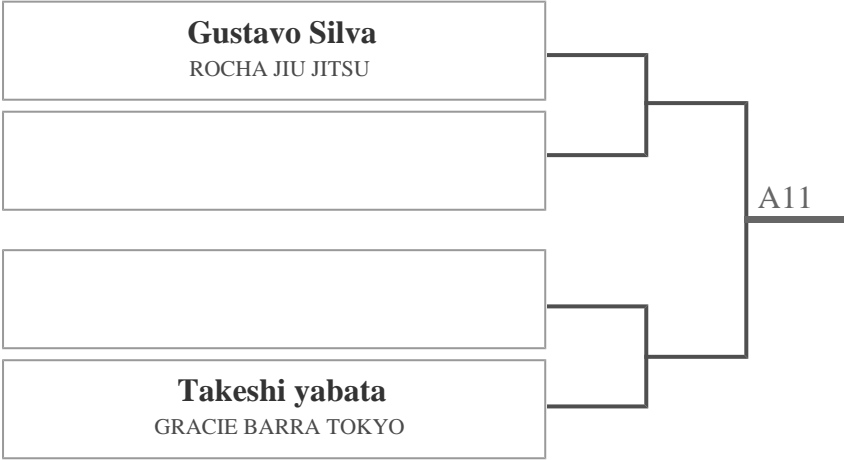 Gustavo Silva
ROCHA JIU JITSU
A11
Takeshi yabata
GRACIE BARRA TOKYO